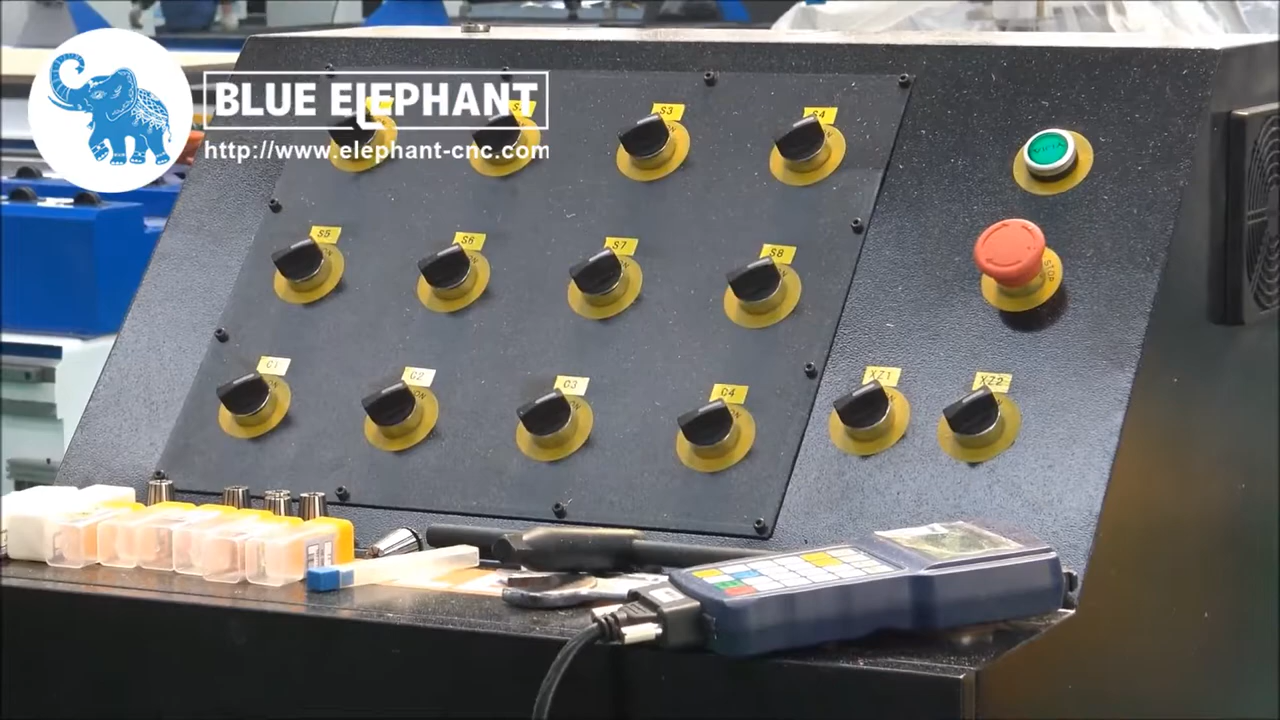 BLUE ELEPHANT
http://www.elephant-cnc.com
S3
S4
S5
S6
S7
S8
C1
C2
C3
C4
XZ1
XZ2
STOP